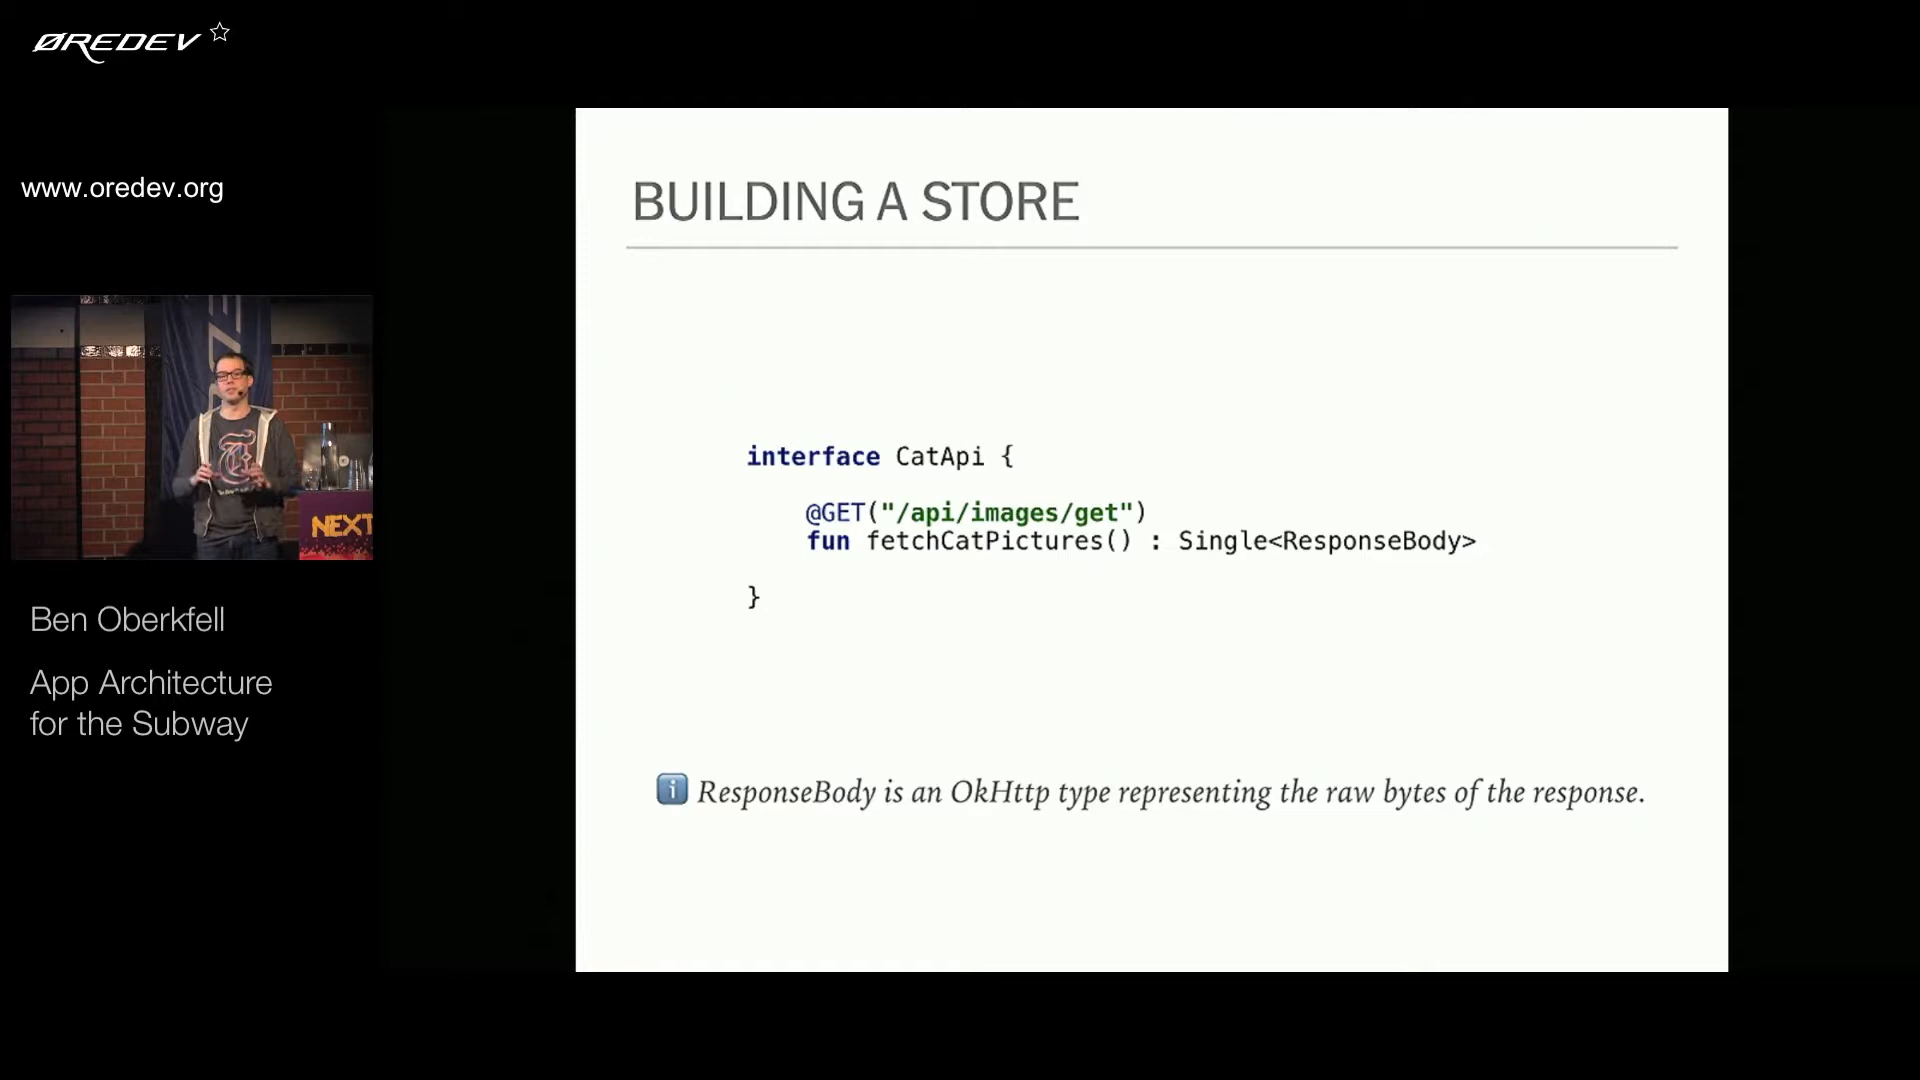 ØREDEV
www.oredev.org
NEXT
Ben Oberkfell
App Architecture
for the Subway
BUILDING A STORE
interface CatApi {
@GET("/api/images/get")
fun fetchCatPictures() : Single<ResponseBody>
}
ℹ ResponseBody is an OkHttp type representing the raw bytes of the response.